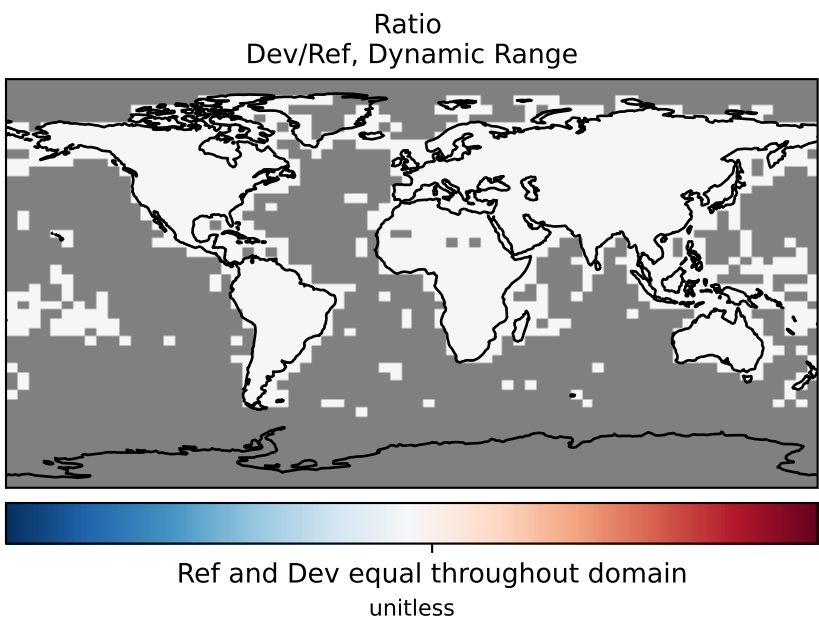 Ratio
Dev/Ref, Dynamic Range
Ref and Dev equal throughout domain
unitless